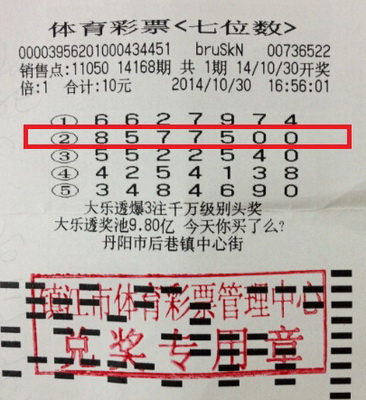 体育彩票<七位数>
00003956201000434451 bruSkN 00736522
销售点:11050 14168期 共 1期 14/10/30开奖
倍:1 合计:10元 2014/10/30 16:56:01
① 6 6 2 7 9 7 4
② 8 5 7 7 5 0 0
③ 5 5 2 2 5 4 0
④ 4 2 5 4 1 3 8
⑤ 3 4 8 4 6 9 0
大乐透爆3注千万级别头奖
大乐透奖池9.80亿 今天你买了么?
丹阳市后巷镇中心街
镇江市体育彩票管理中心
兑奖专用章